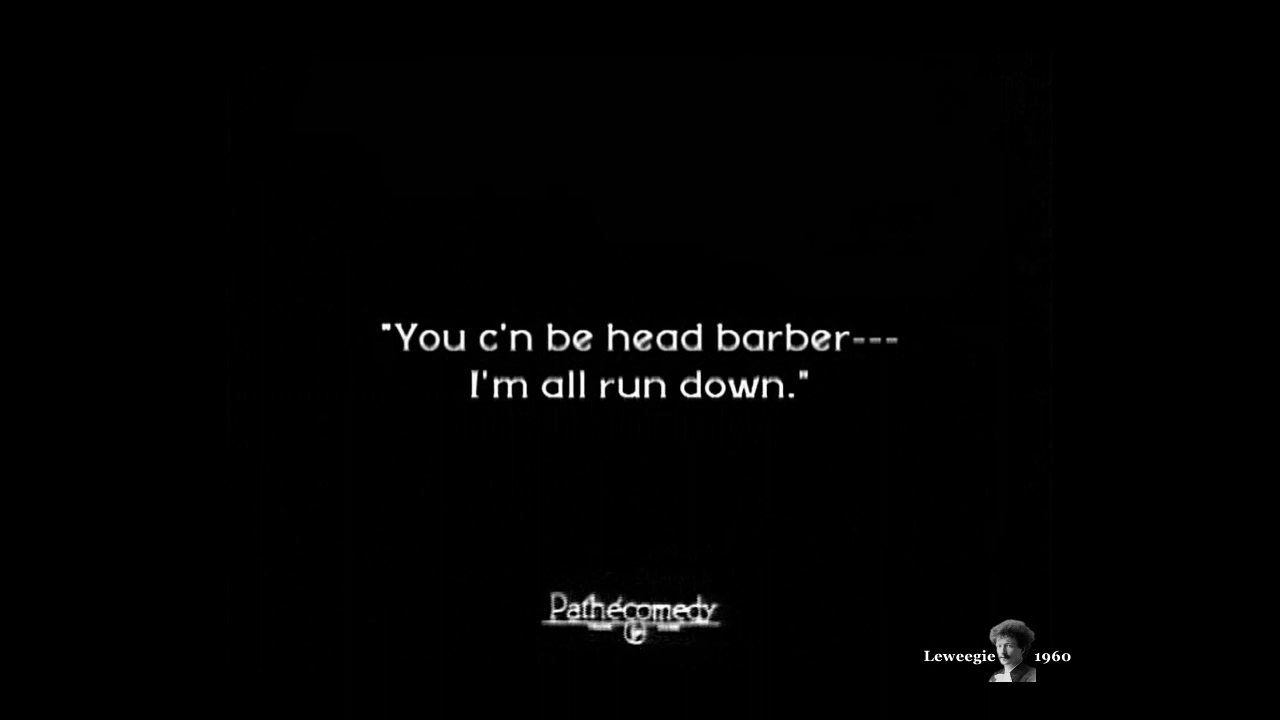 "You c'n be head barber---
I'm all run down."
Pathécomedy
Leweegie 1960